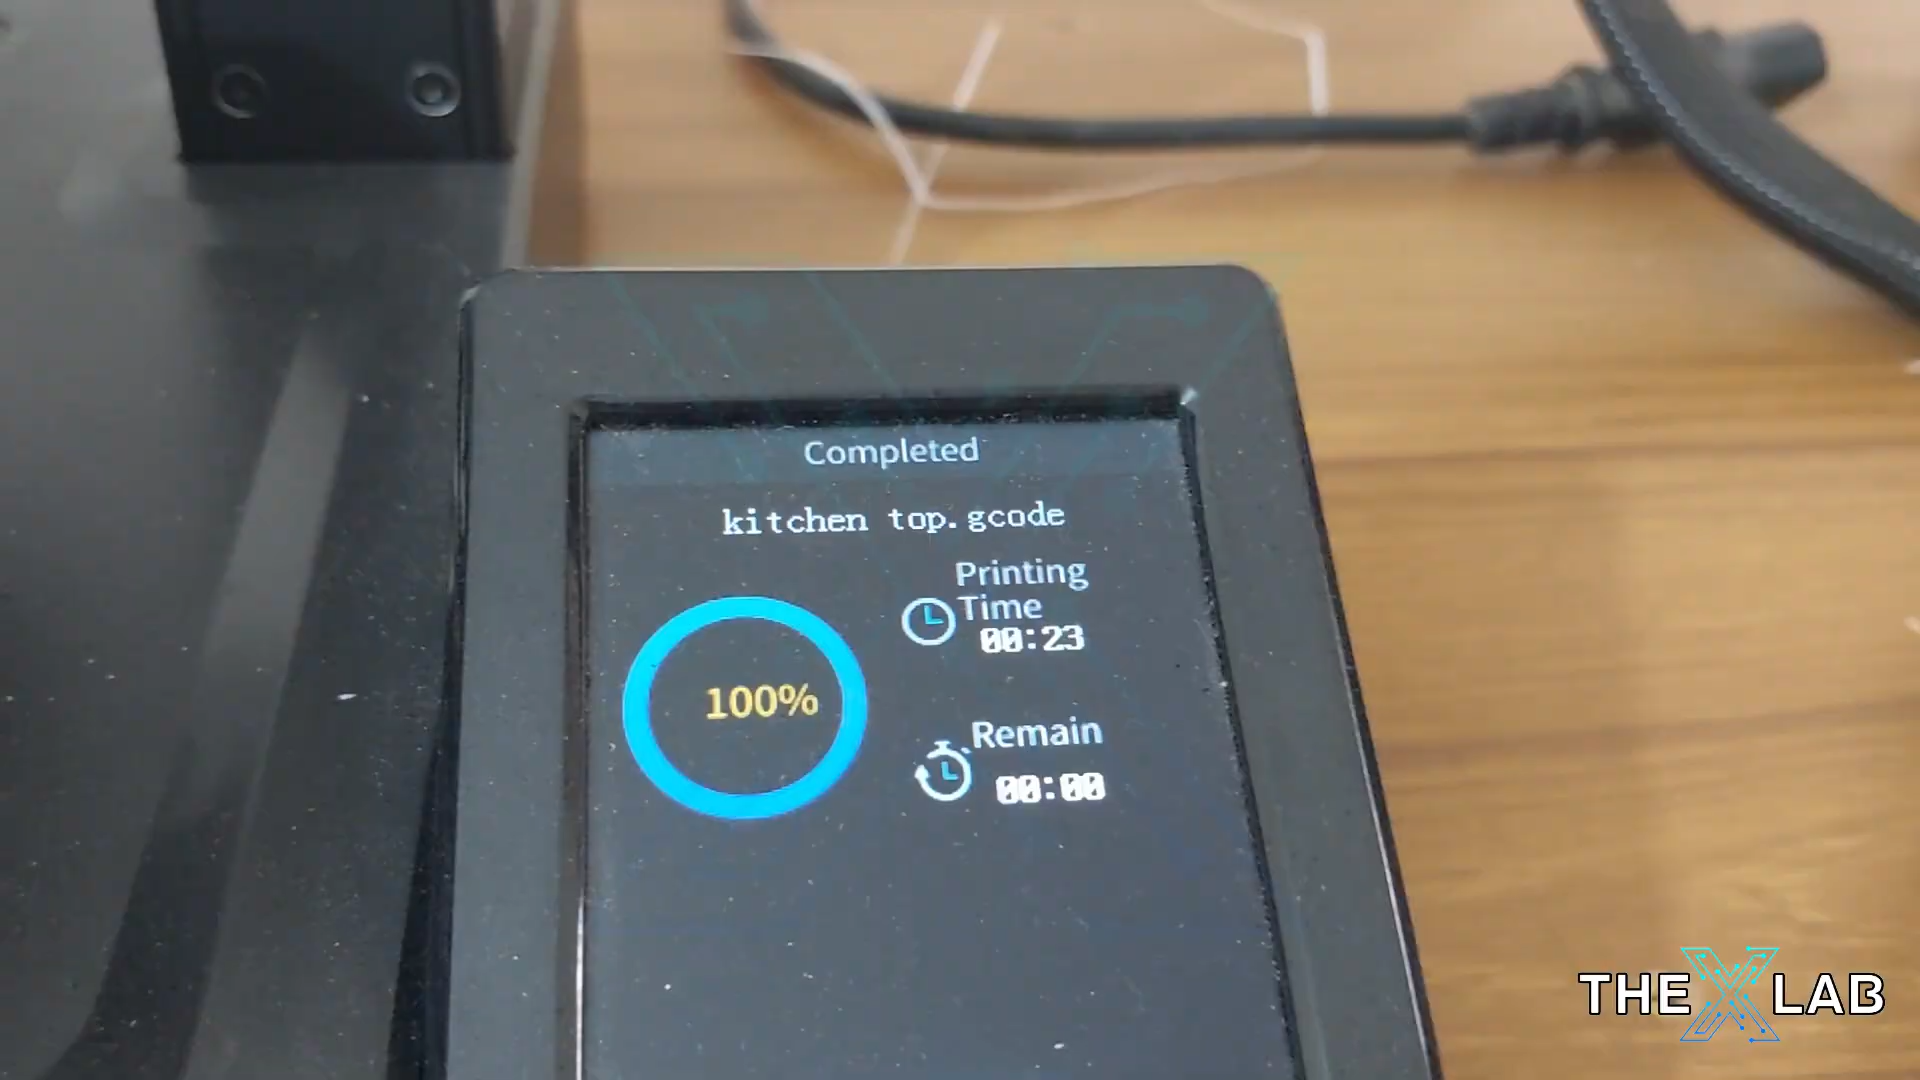 Completed
kitchen top.gcode
Printing
Time
00:23
100%
Remain
00:00
THE X LAB